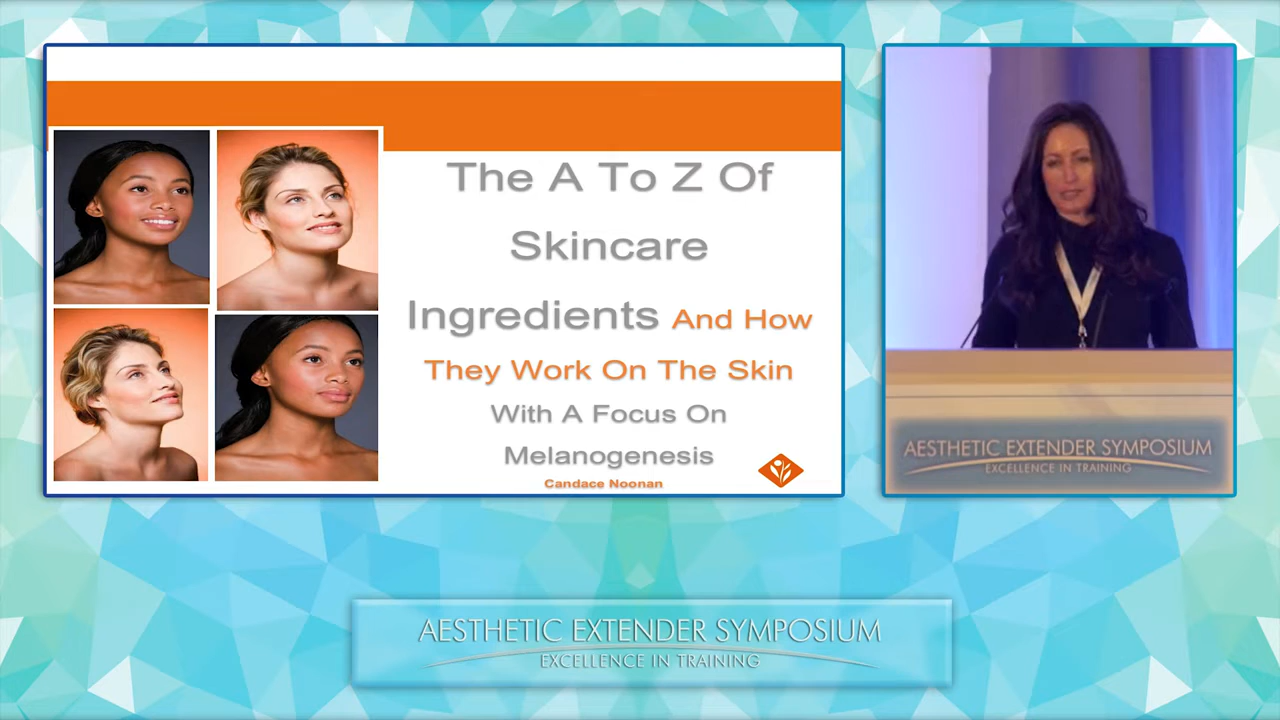 The A To Z Of
Skincare
Ingredients And How
They Work On The Skin
With A Focus On
Melanogenesis
Candace Noonan
AESTHETIC EXTENDER SYMPOSIUM
EXCELLENCE IN TRAINING
AESTHETIC EXTENDER SYMPOSIUM
EXCELLENCE IN TRAINING